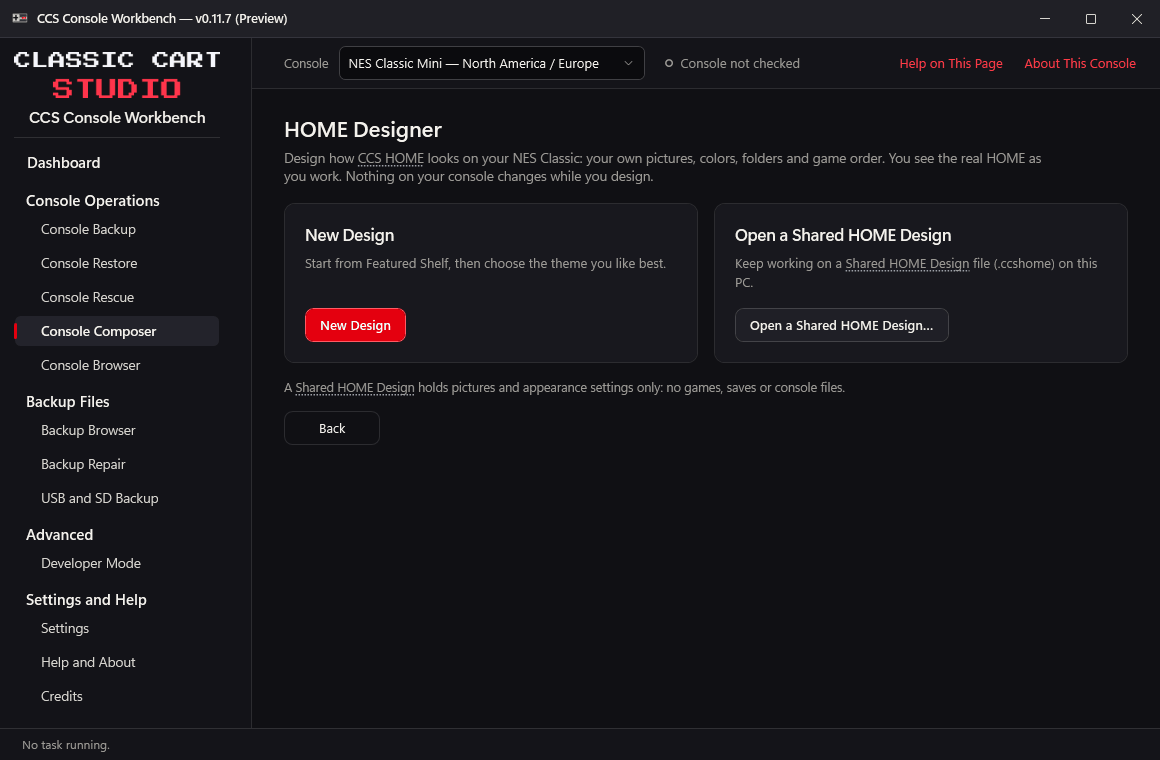 CCS Console Workbench — v0.11.7 (Preview)
CLASSIC CART
STUDIO
CCS Console Workbench
Dashboard
Console Operations
Console Backup
Console Restore
Console Rescue
Console Composer
Console Browser
Backup Files
Backup Browser
Backup Repair
USB and SD Backup
Advanced
Developer Mode
Settings and Help
Settings
Help and About
Credits
Console
NES Classic Mini — North America / Europe
Console not checked
Help on This Page
About This Console
HOME Designer
Design how CCS HOME looks on your NES Classic: your own pictures, colors, folders and game order. You see the real HOME as
you work. Nothing on your console changes while you design.
New Design
Start from Featured Shelf, then choose the theme you like best.
New Design
Open a Shared HOME Design
Keep working on a Shared HOME Design file (.ccshome) on this
PC.
Open a Shared HOME Design...
A Shared HOME Design holds pictures and appearance settings only: no games, saves or console files.
Back
No task running.